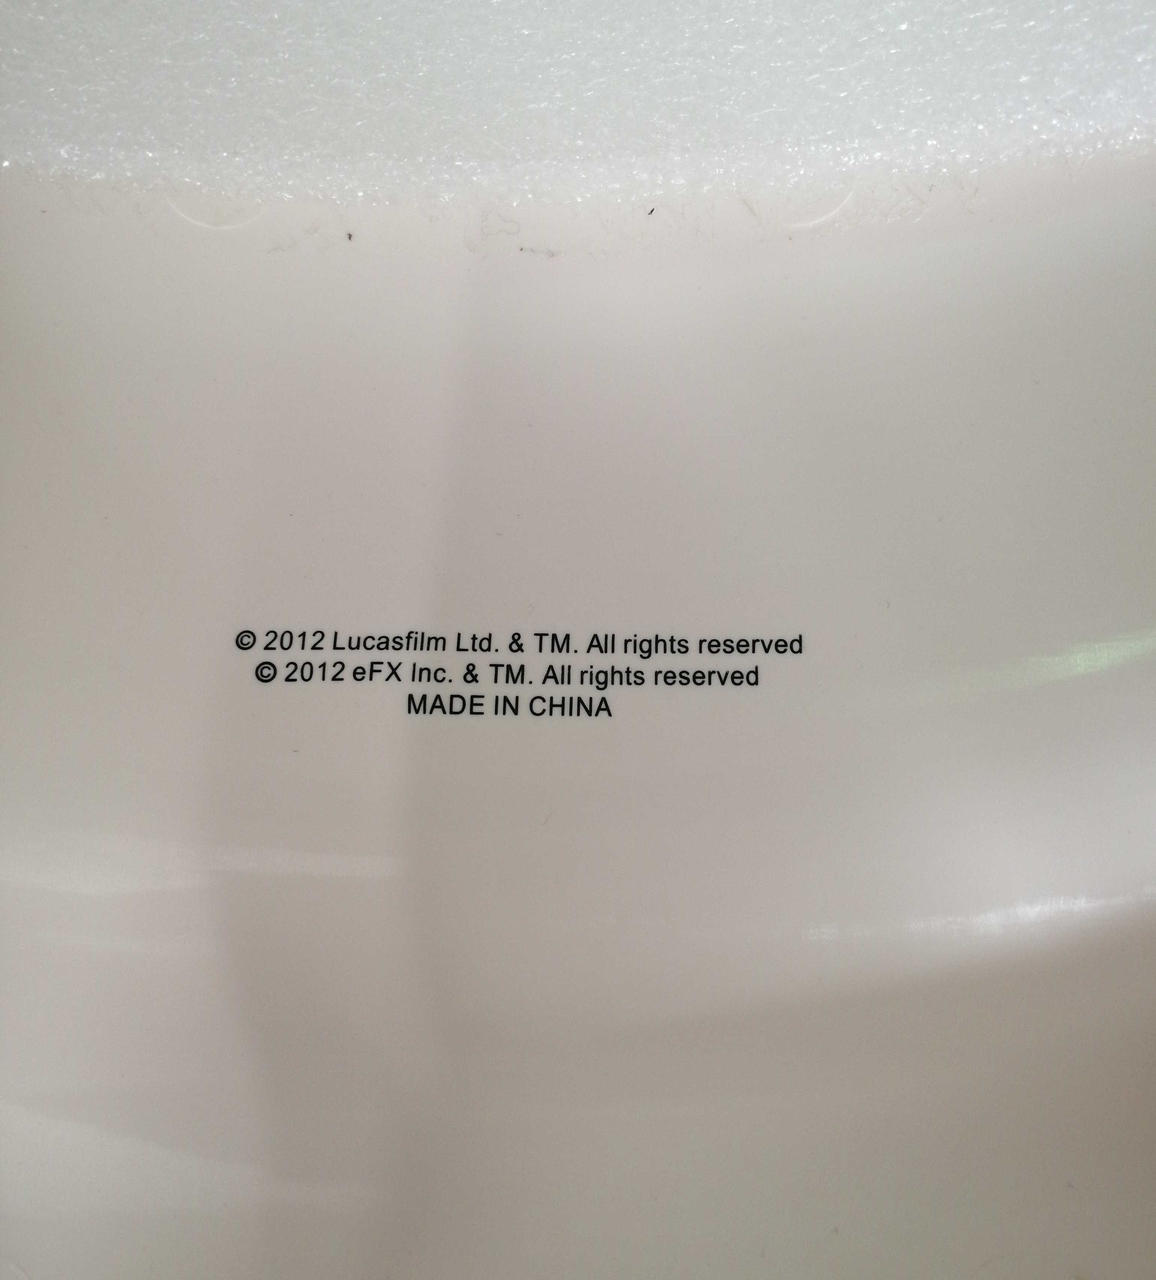 © 2012 Lucasfilm Ltd. & TM. All rights reserved
© 2012 eFX Inc. & TM. All rights reserved
MADE IN CHINA